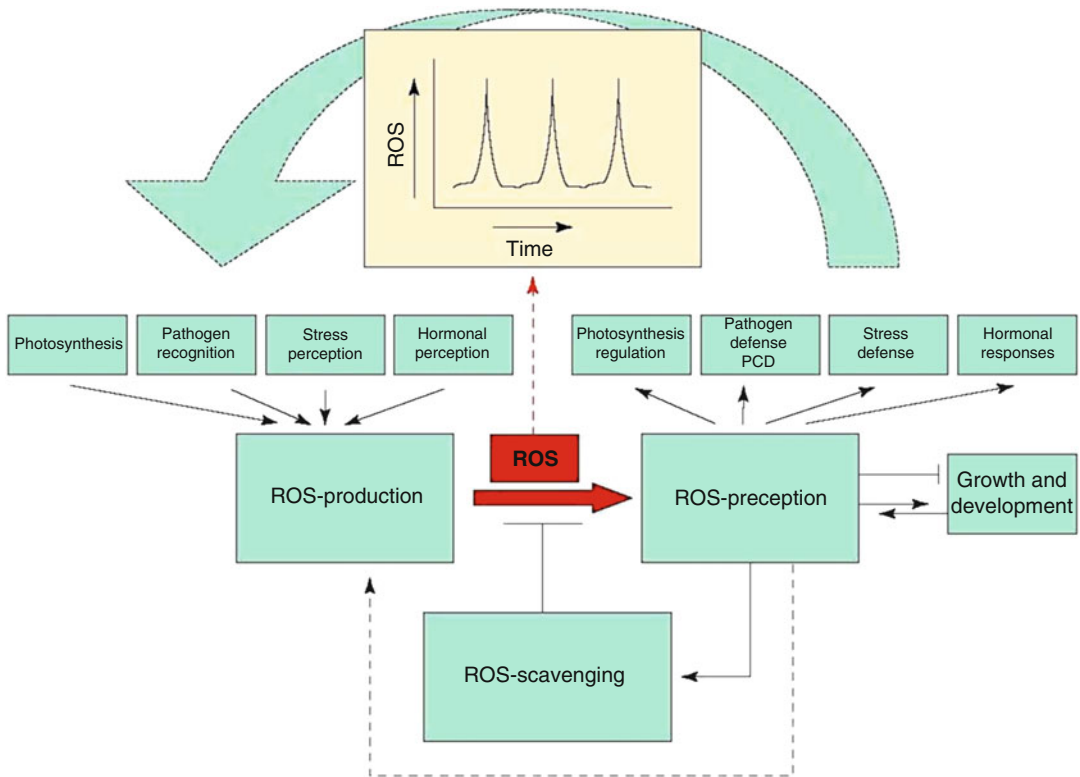 ROS
Time
Photosynthesis
Pathogen
recognition
Stress
perception
Hormonal
perception
Photosynthesis
regulation
Pathogen
defense
PCD
Stress
defense
Hormonal
responses
ROS-production
ROS
ROS-preception
Growth and
development
ROS-scavenging